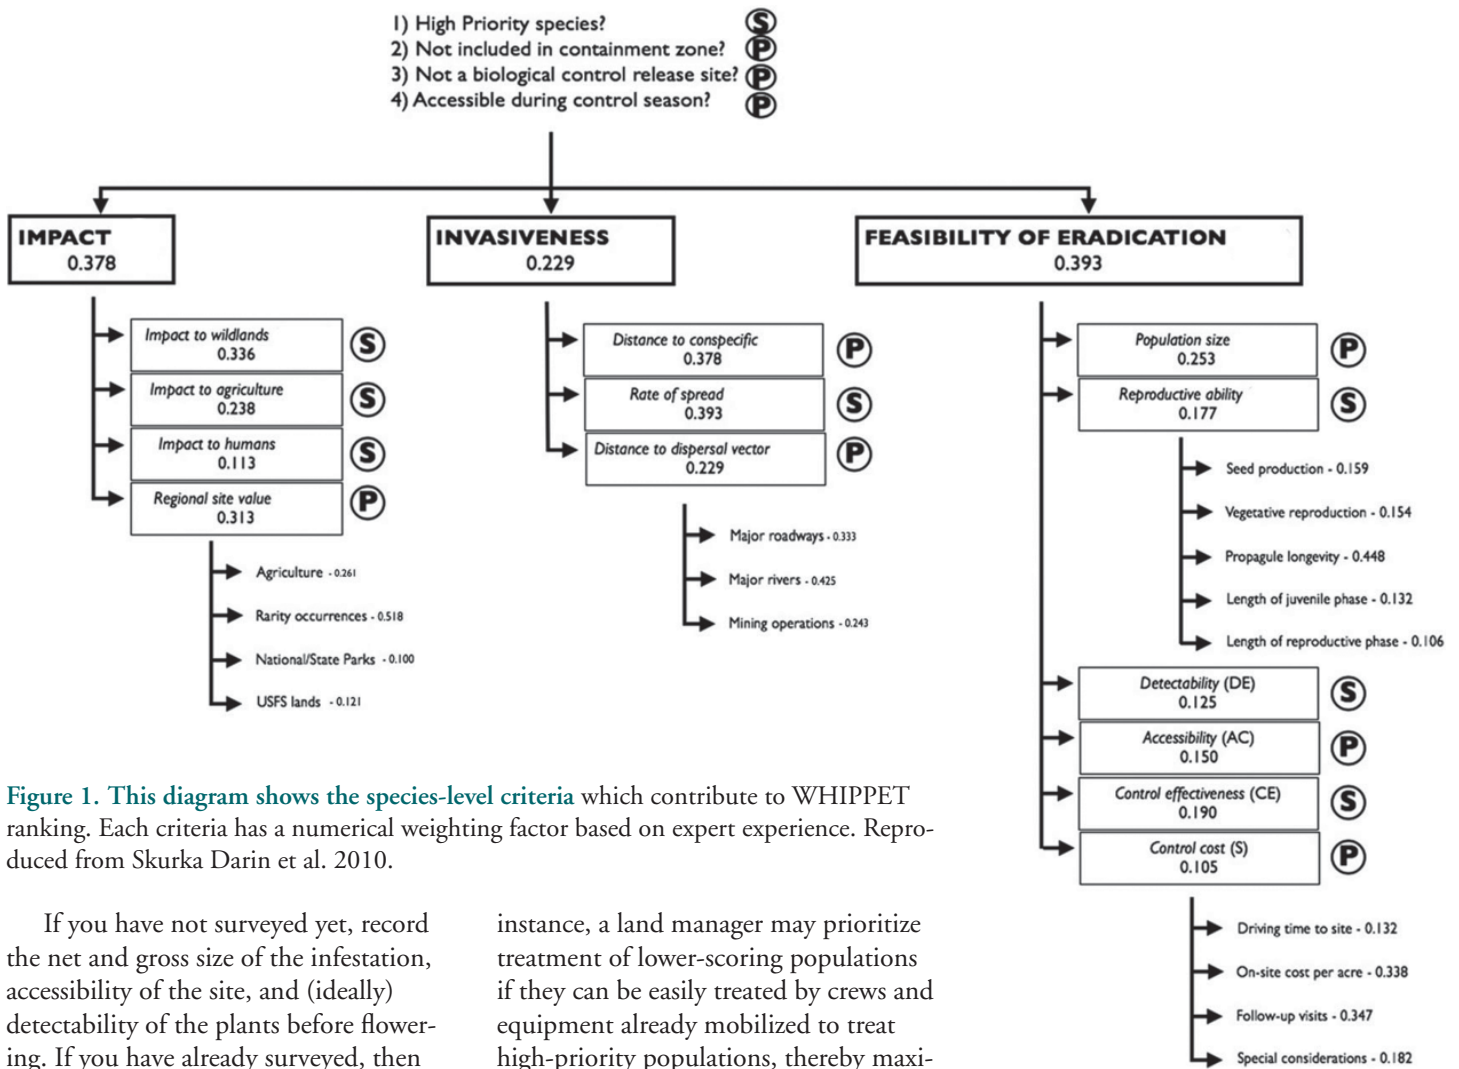 1) High Priority species? S
2) Not included in containment zone? P
3) Not a biological control release site? P
4) Accessible during control season? P
IMPACT
0.378
Impact to wildlands
0.336
S
Impact to agriculture
0.238
S
Impact to humans
0.113
S
Regional site value
0.313
P
Agriculture - 0.261
Rarity occurrences - 0.518
National/State Parks - 0.100
USFS lands - 0.121
INVASIVENESS
0.229
Distance to conspecific
0.378
P
Rate of spread
0.393
S
Distance to dispersal vector
0.229
P
Major roadways - 0.333
Major rivers - 0.425
Mining operations - 0.243
FEASIBILITY OF ERADICATION
0.393
Population size
0.253
P
Reproductive ability
0.177
S
Seed production - 0.159
Vegetative reproduction - 0.154
Propagule longevity - 0.448
Length of juvenile phase - 0.132
Length of reproductive phase - 0.106
Detectability (DE)
0.125
S
Accessibility (AC)
0.150
P
Control effectiveness (CE)
0.190
S
Control cost (S)
0.105
P
Driving time to site - 0.132
On-site cost per acre - 0.338
Follow-up visits - 0.347
Special considerations - 0.182
Figure 1. This diagram shows the species-level criteria which contribute to WHIPPET
ranking. Each criteria has a numerical weighting factor based on expert experience. Repro-
duced from Skurka Darin et al. 2010.
If you have not surveyed yet, record
the net and gross size of the infestation,
accessibility of the site, and (ideally)
detectability of the plants before flower-
ing. If you have already surveyed, then
instance, a land manager may prioritize
treatment of lower-scoring populations
if they can be easily treated by crews and
equipment already mobilized to treat
high-priority populations, thereby maxi-